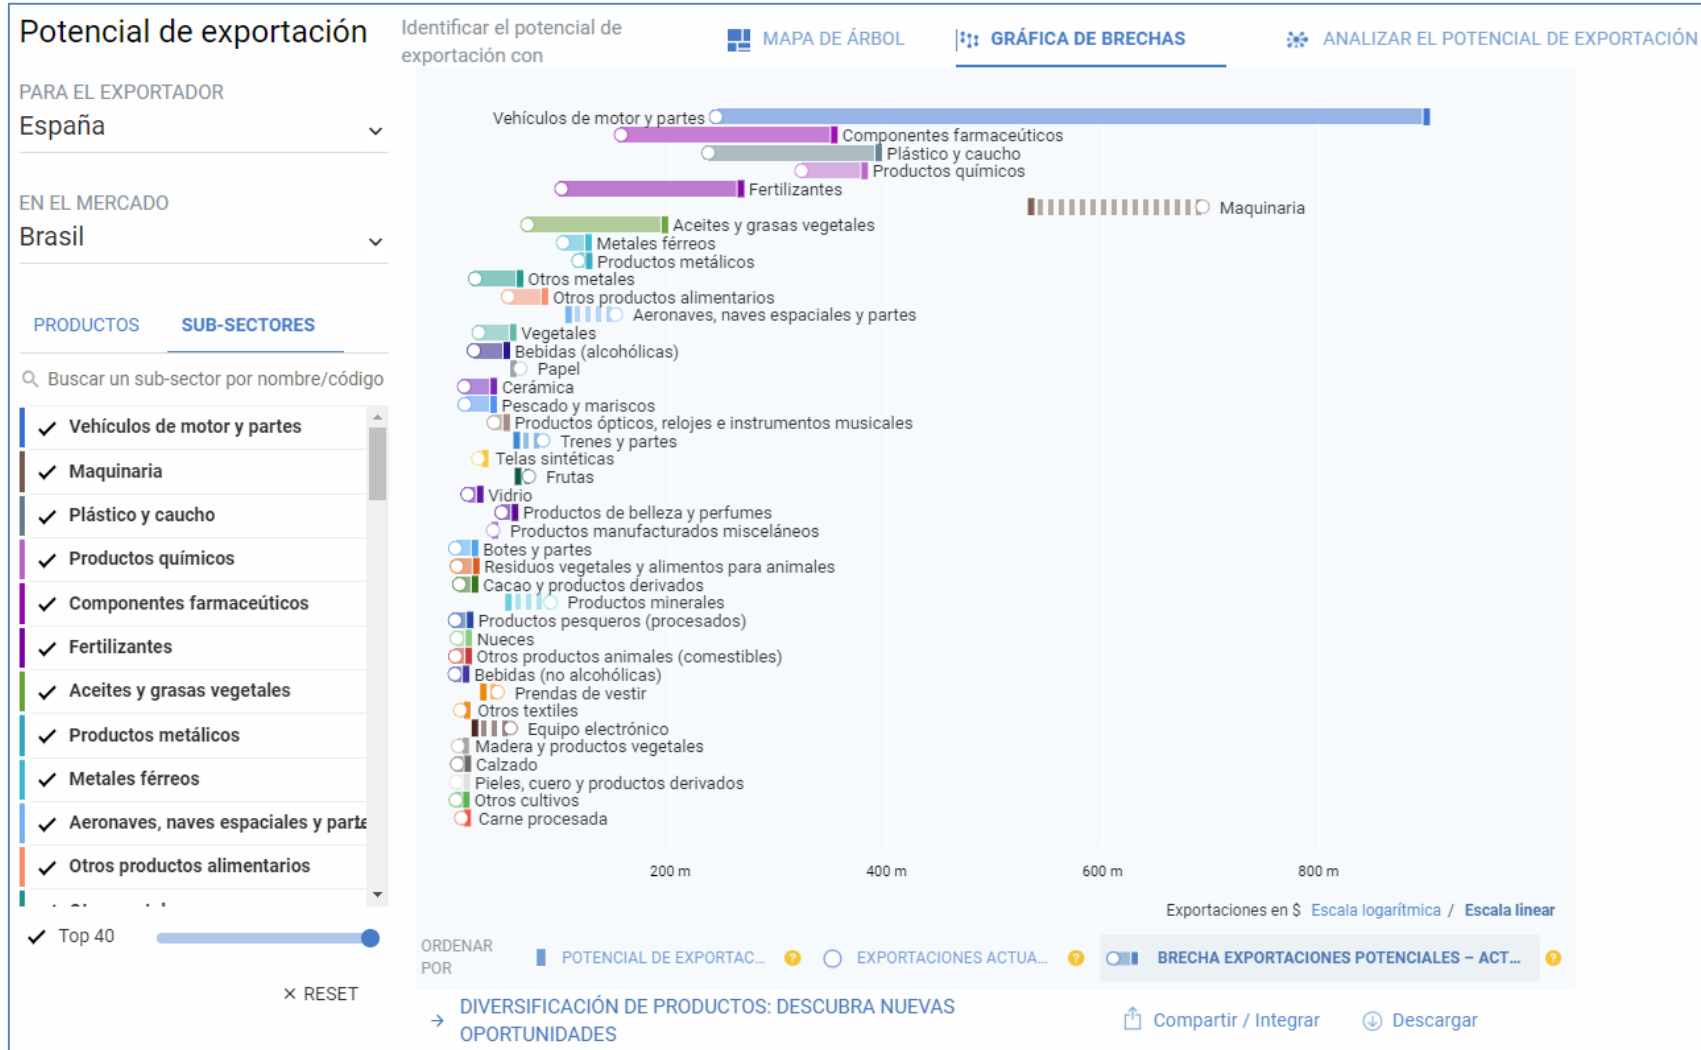 Potencial de exportación
Identificar el potencial de
exportación con
MAPA DE ÁRBOL
GRÁFICA DE BRECHAS
ANALIZAR EL POTENCIAL DE EXPORTACIÓN
PARA EL EXPORTADOR
España
EN EL MERCADO
Brasil
PRODUCTOS
SUB-SECTORES
Buscar un sub-sector por nombre/código
Vehículos de motor y partes
Maquinaria
Plástico y caucho
Productos químicos
Componentes farmaceúticos
Fertilizantes
Aceites y grasas vegetales
Productos metálicos
Metales férreos
Aeronaves, naves espaciales y parte
Otros productos alimentarios
Top 40
× RESET
Vehículos de motor y partes
Componentes farmaceúticos
Plástico y caucho
Productos químicos
Fertilizantes
Maquinaria
Aceites y grasas vegetales
Metales férreos
Productos metálicos
Otros metales
Otros productos alimentarios
Aeronaves, naves espaciales y partes
Vegetales
Bebidas (alcohólicas)
Papel
Cerámica
Pescado y mariscos
Productos ópticos, relojes e instrumentos musicales
Trenes y partes
Telas sintéticas
Frutas
Vidrio
Productos de belleza y perfumes
Productos manufacturados misceláneos
Botes y partes
Residuos vegetales y alimentos para animales
Cacao y productos derivados
Productos minerales
Productos pesqueros (procesados)
Nueces
Otros productos animales (comestibles)
Bebidas (no alcohólicas)
Prendas de vestir
Otros textiles
Equipo electrónico
Madera y productos vegetales
Calzado
Pieles, cuero y productos derivados
Otros cultivos
Carne procesada
200 m
400 m
600 m
800 m
Exportaciones en $ Escala logarítmica / Escala linear
ORDENAR
POR
POTENCIAL DE EXPORTAC... ?
EXPORTACIONES ACTUA... ?
BRECHA EXPORTACIONES POTENCIALES – ACT... ?
DIVERSIFICACIÓN DE PRODUCTOS: DESCUBRA NUEVAS
OPORTUNIDADES
Compartir / Integrar
Descargar